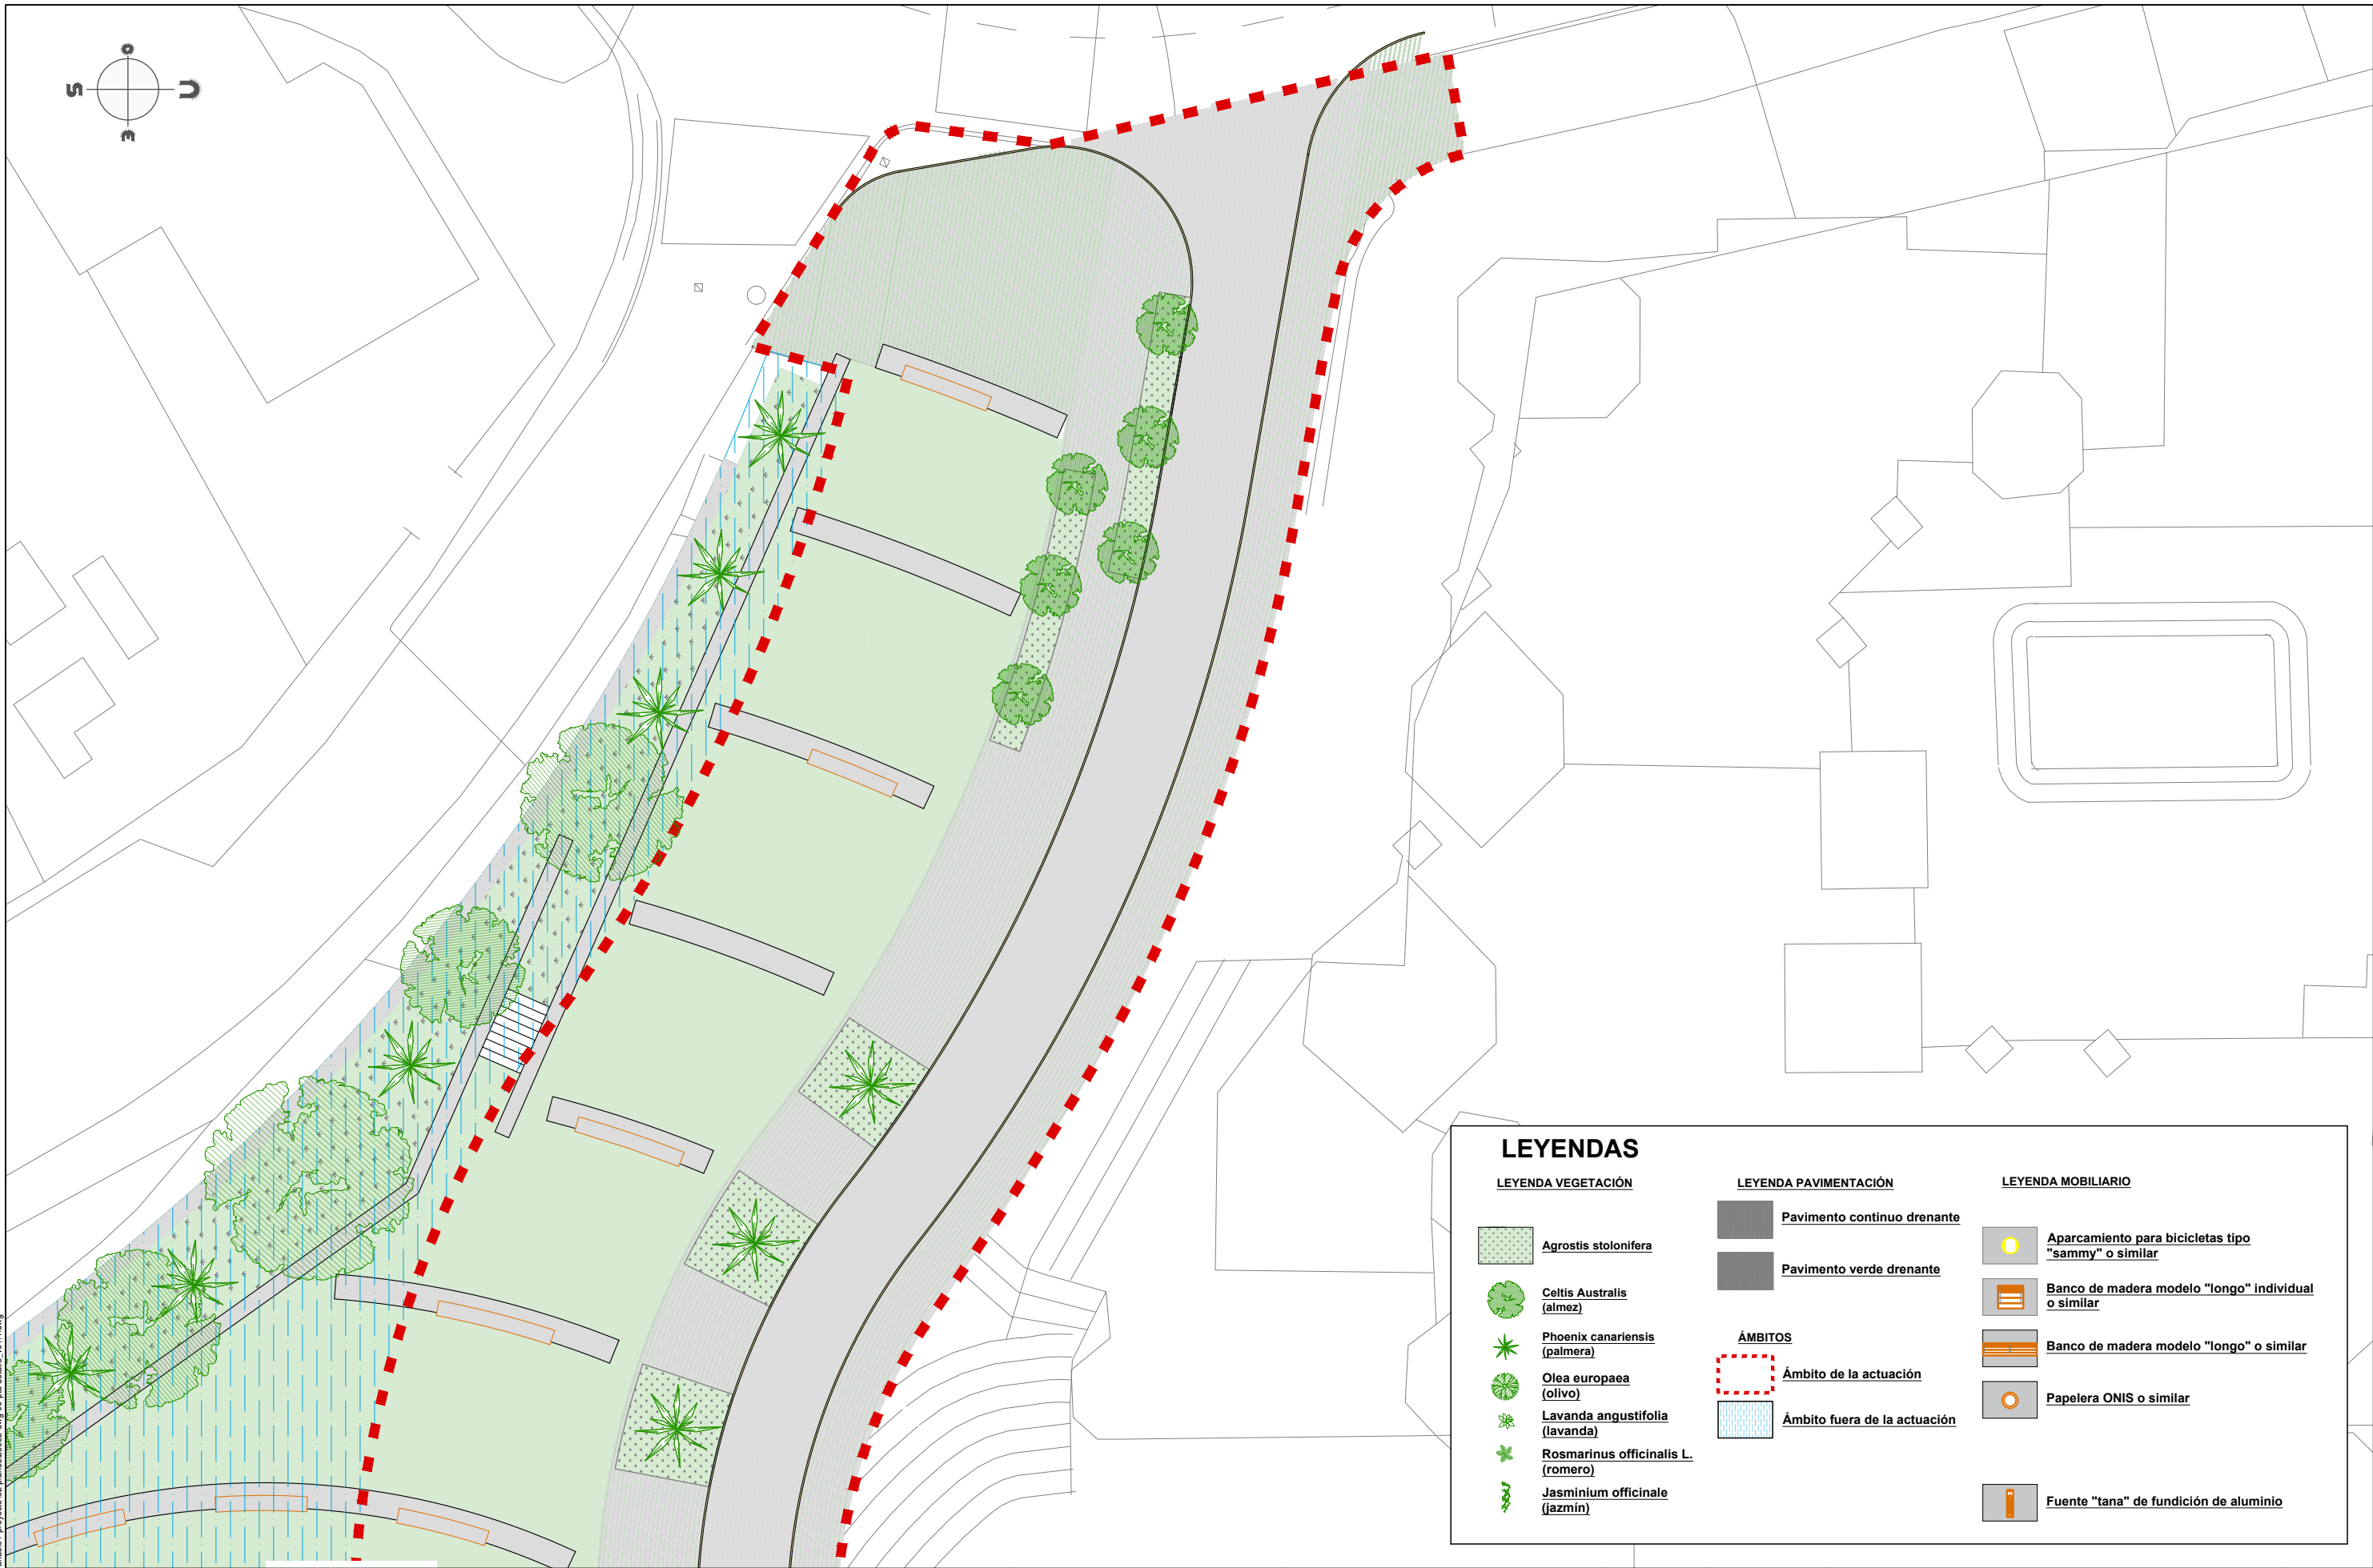 o
s n
e
LEYENDAS
LEYENDA VEGETACIÓN
Agrostis stolonifera
Celtis Australis
(almez)
Phoenix canariensis
(palmera)
Olea europaea
(olivo)
Lavanda angustifolia
(lavanda)
Rosmarinus officinalis L.
(romero)
Jasminium officinale
(jazmín)
LEYENDA PAVIMENTACIÓN
Pavimento continuo drenante
Pavimento verde drenante
ÁMBITOS
Ámbito de la actuación
Ámbito fuera de la actuación
LEYENDA MOBILIARIO
Aparcamiento para bicicletas tipo
"sammy" o similar
Banco de madera modelo "longo" individual
o similar
Banco de madera modelo "longo" o similar
Papelera ONIS o similar
Fuente "tana" de fundición de aluminio